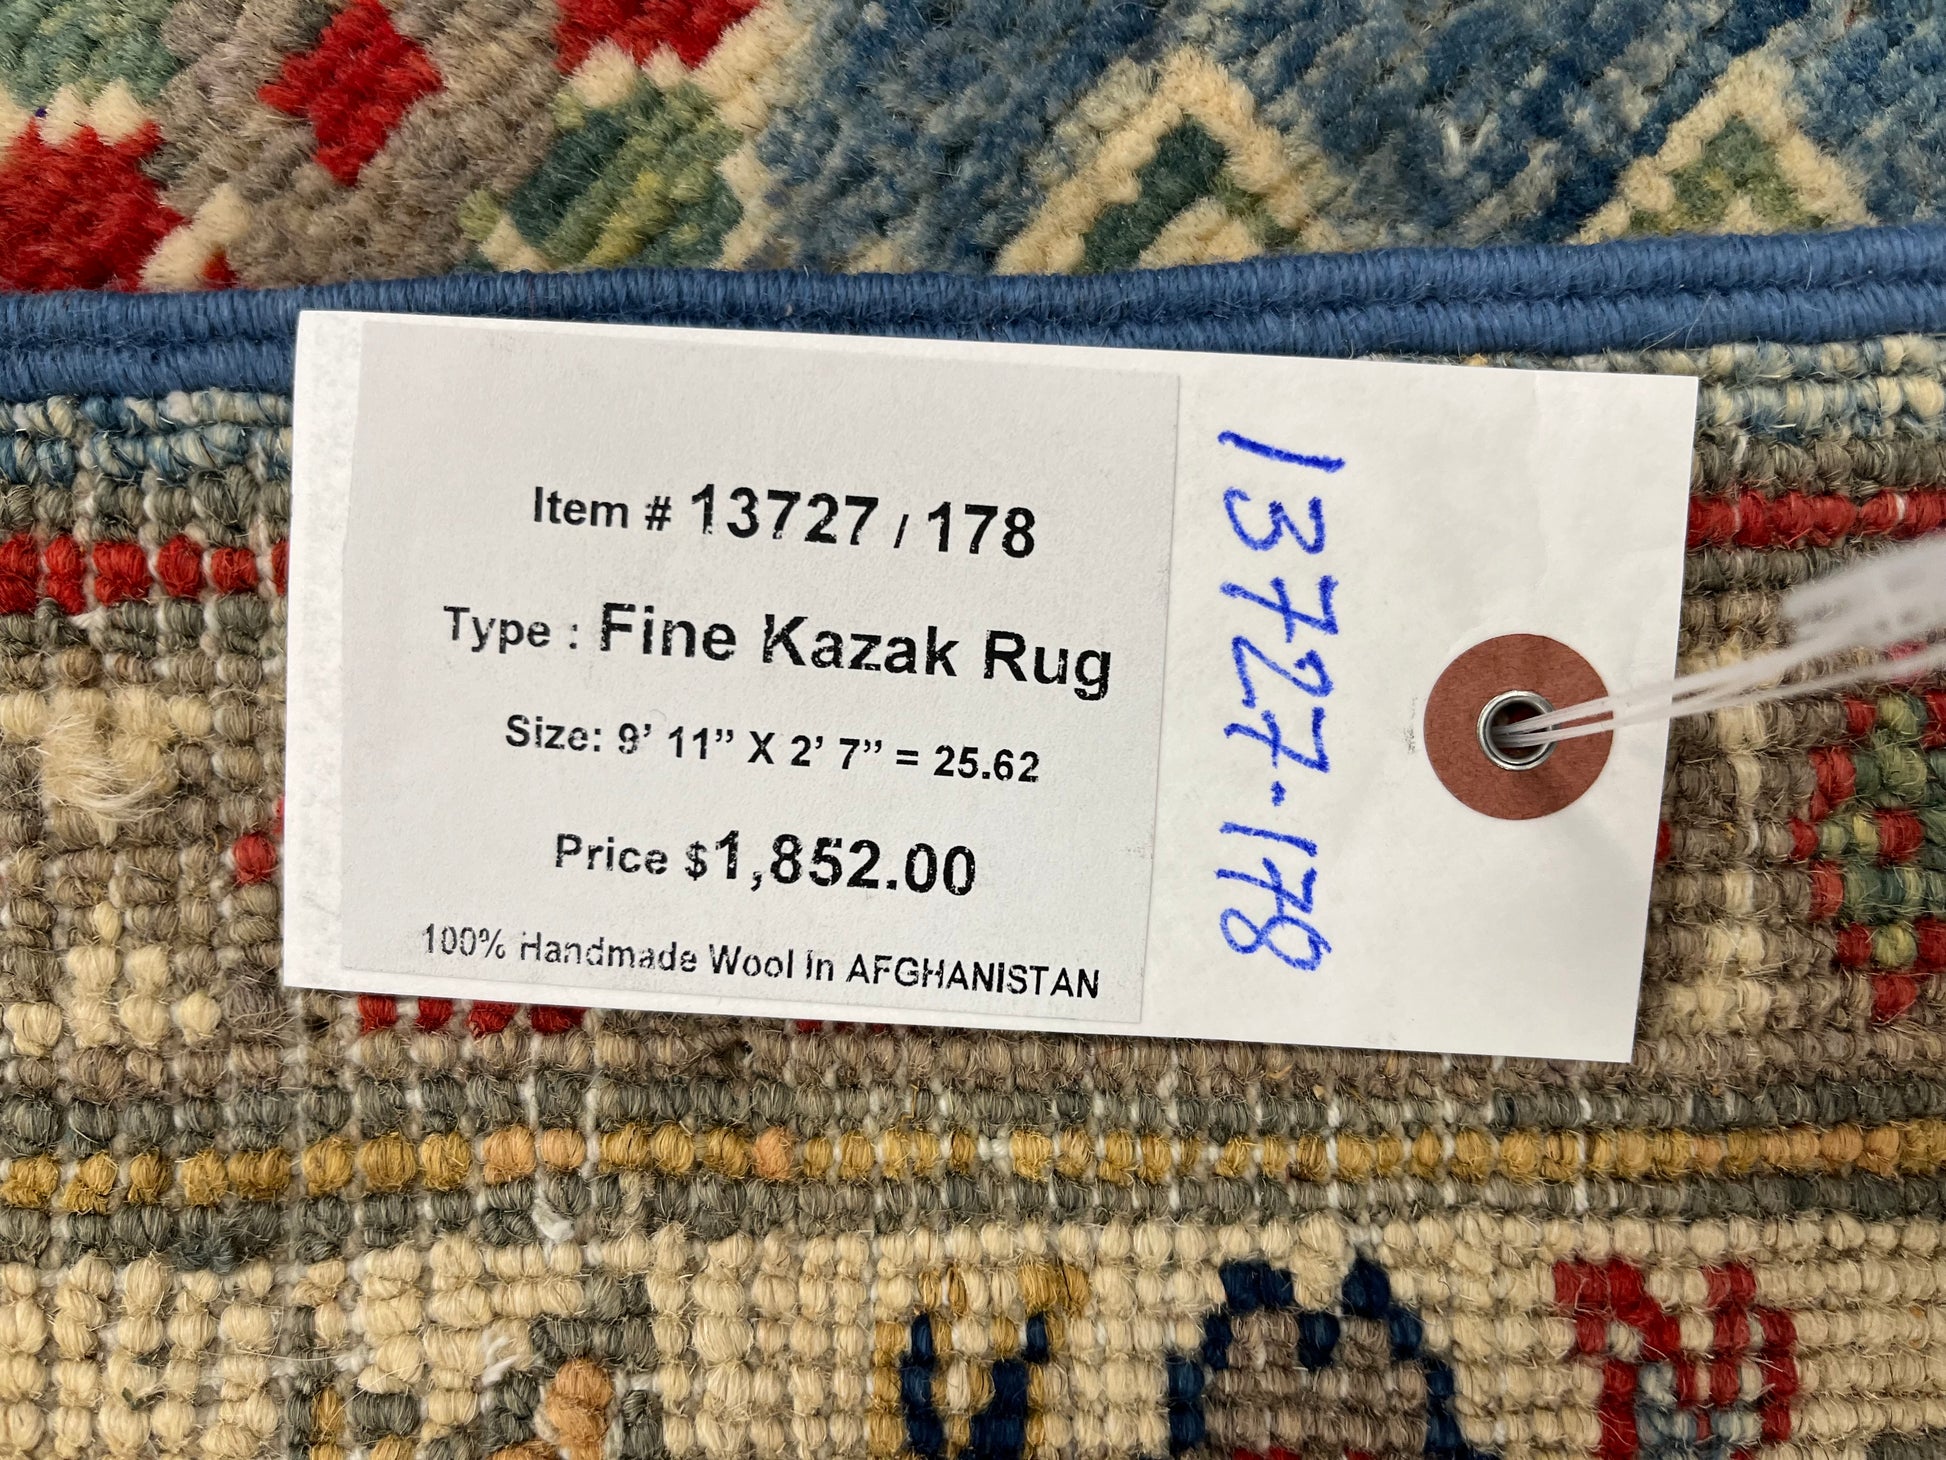 Item # 13727 / 178
Type : Fine Kazak Rug
Size: 9’ 11” X 2’ 7” = 25.62
Price $1,852.00
100% Handmade Wool In AFGHANISTAN
13727-178